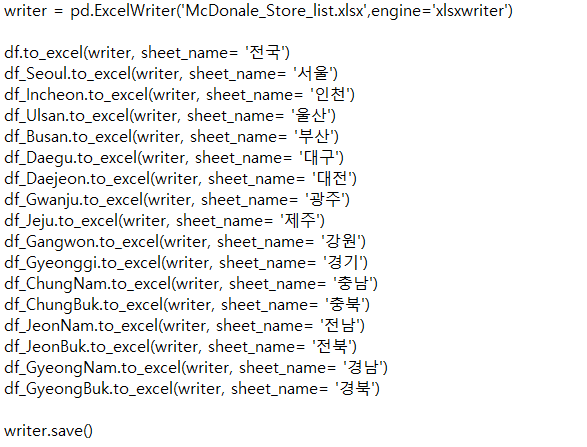 writer = pd.ExcelWriter('McDonale_Store_list.xlsx',engine='xlsxwriter')
df.to_excel(writer, sheet_name= '전국')
df_Seoul.to_excel(writer, sheet_name= '서울')
df_Incheon.to_excel(writer, sheet_name= '인천')
df_Ulsan.to_excel(writer, sheet_name= '울산')
df_Busan.to_excel(writer, sheet_name= '부산')
df_Daegu.to_excel(writer, sheet_name= '대구')
df_Daejeon.to_excel(writer, sheet_name= '대전')
df_Gwanju.to_excel(writer, sheet_name= '광주')
df_Jeju.to_excel(writer, sheet_name= '제주')
df_Gangwon.to_excel(writer, sheet_name= '강원')
df_Gyeonggi.to_excel(writer, sheet_name= '경기')
df_ChungNam.to_excel(writer, sheet_name= '충남')
df_ChungBuk.to_excel(writer, sheet_name= '충북')
df_JeonNam.to_excel(writer, sheet_name= '전남')
df_JeonBuk.to_excel(writer, sheet_name= '전북')
df_GyeongNam.to_excel(writer, sheet_name= '경남')
df_GyeongBuk.to_excel(writer, sheet_name= '경북')
writer.save()